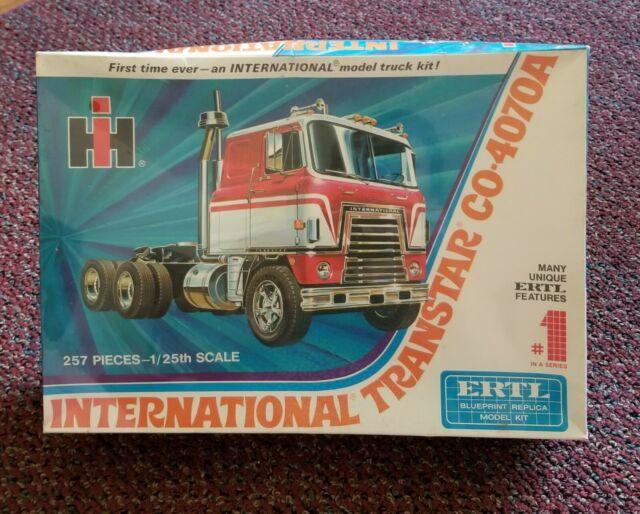 INTERNATIONAL
First time ever—an INTERNATIONAL® model truck kit!
IH®
INTERNATIONAL
257 PIECES–1/25th SCALE
INTERNATIONAL® TRANSTAR® CO-4070A
MANY
UNIQUE
ERTL
FEATURES
#1
IN A SERIES
ERTL
BLUEPRINT REPLICA
MODEL KIT